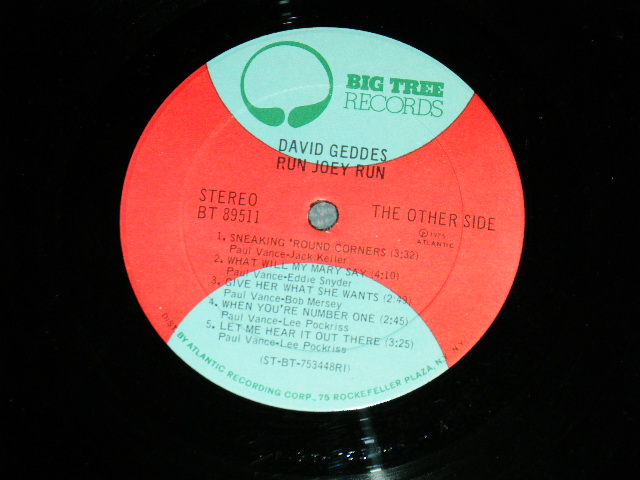 BIG TREE
RECORDS
DAVID GEDDES
RUN JOEY RUN
STEREO
BT 89511
THE OTHER SIDE
℗ 1975
ATLANTIC
1. SNEAKING 'ROUND CORNERS (3:32)
Paul Vance-Jack Keller
2. WHAT WILL MY MARY SAY (4:10)
Paul Vance-Eddie Snyder
3. GIVE HER WHAT SHE WANTS (2:49)
Paul Vance-Bob Mersey
4. WHEN YOU'RE NUMBER ONE (2:45)
Paul Vance-Lee Pockriss
5. LET ME HEAR IT OUT THERE (3:25)
Paul Vance-Lee Pockriss
(ST-BT-753448RI)
DIST. BY ATLANTIC RECORDING CORP., 75 ROCKEFELLER PLAZA, N.Y. N.Y.